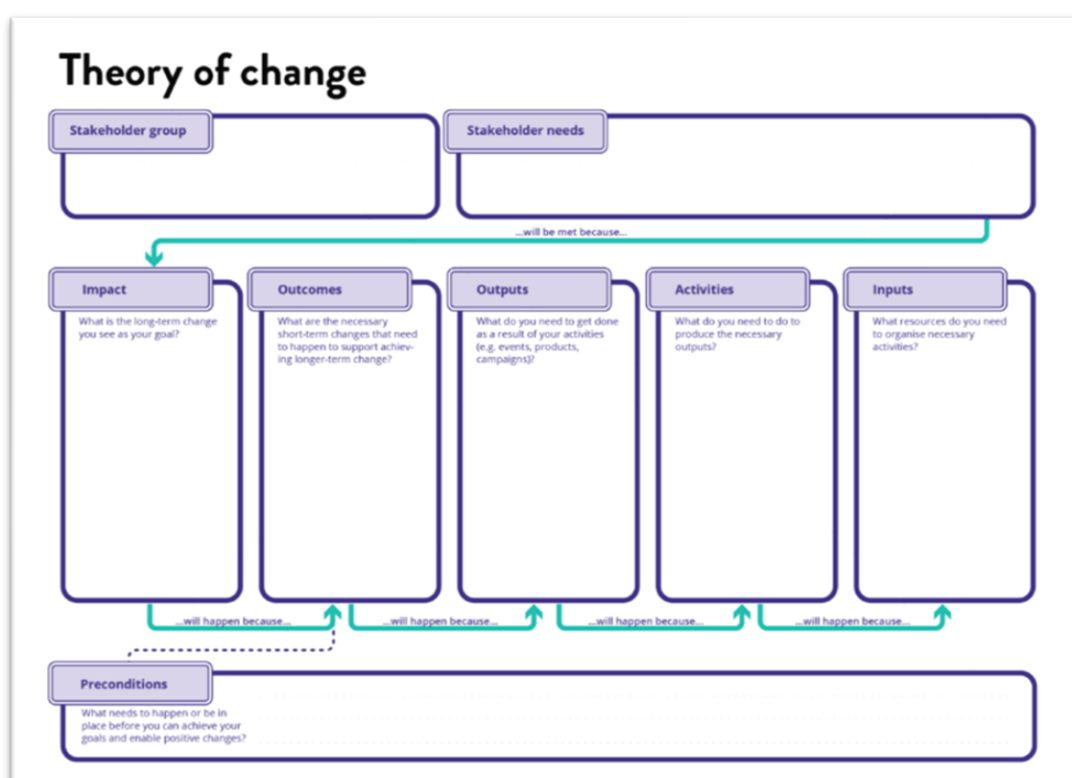 Theory of change
Stakeholder group
Stakeholder needs
...will be met because...
Impact
What is the long-term change
you see as your goal?
Outcomes
What are the necessary
short-term changes that need
to happen to support achiev-
ing longer-term change?
Outputs
What do you need to get done
as a result of your activities
(e.g. events, products,
campaigns)?
Activities
What do you need to do to
produce the necessary
outputs?
Inputs
What resources do you need
to organise necessary
activities?
...will happen because...
...will happen because...
...will happen because...
...will happen because...
Preconditions
What needs to happen or be in
place before you can achieve your
goals and enable positive changes?